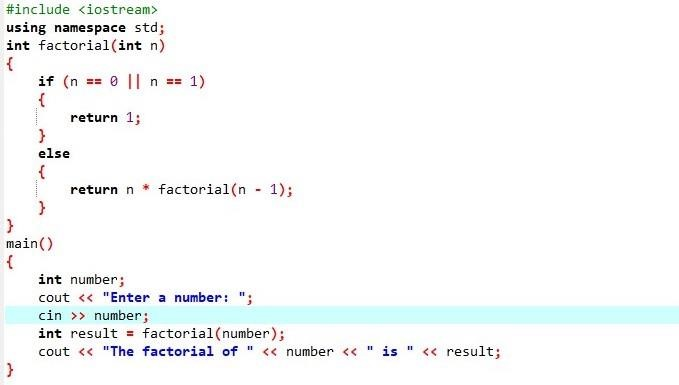 #include <iostream>
using namespace std;
int factorial(int n)
{
    if (n == 0 || n == 1)
    {
        return 1;
    }
    else
    {
        return n * factorial(n - 1);
    }
}
main()
{
    int number;
    cout << "Enter a number: ";
    cin >> number;
    int result = factorial(number);
    cout << "The factorial of " << number << " is " << result;
}